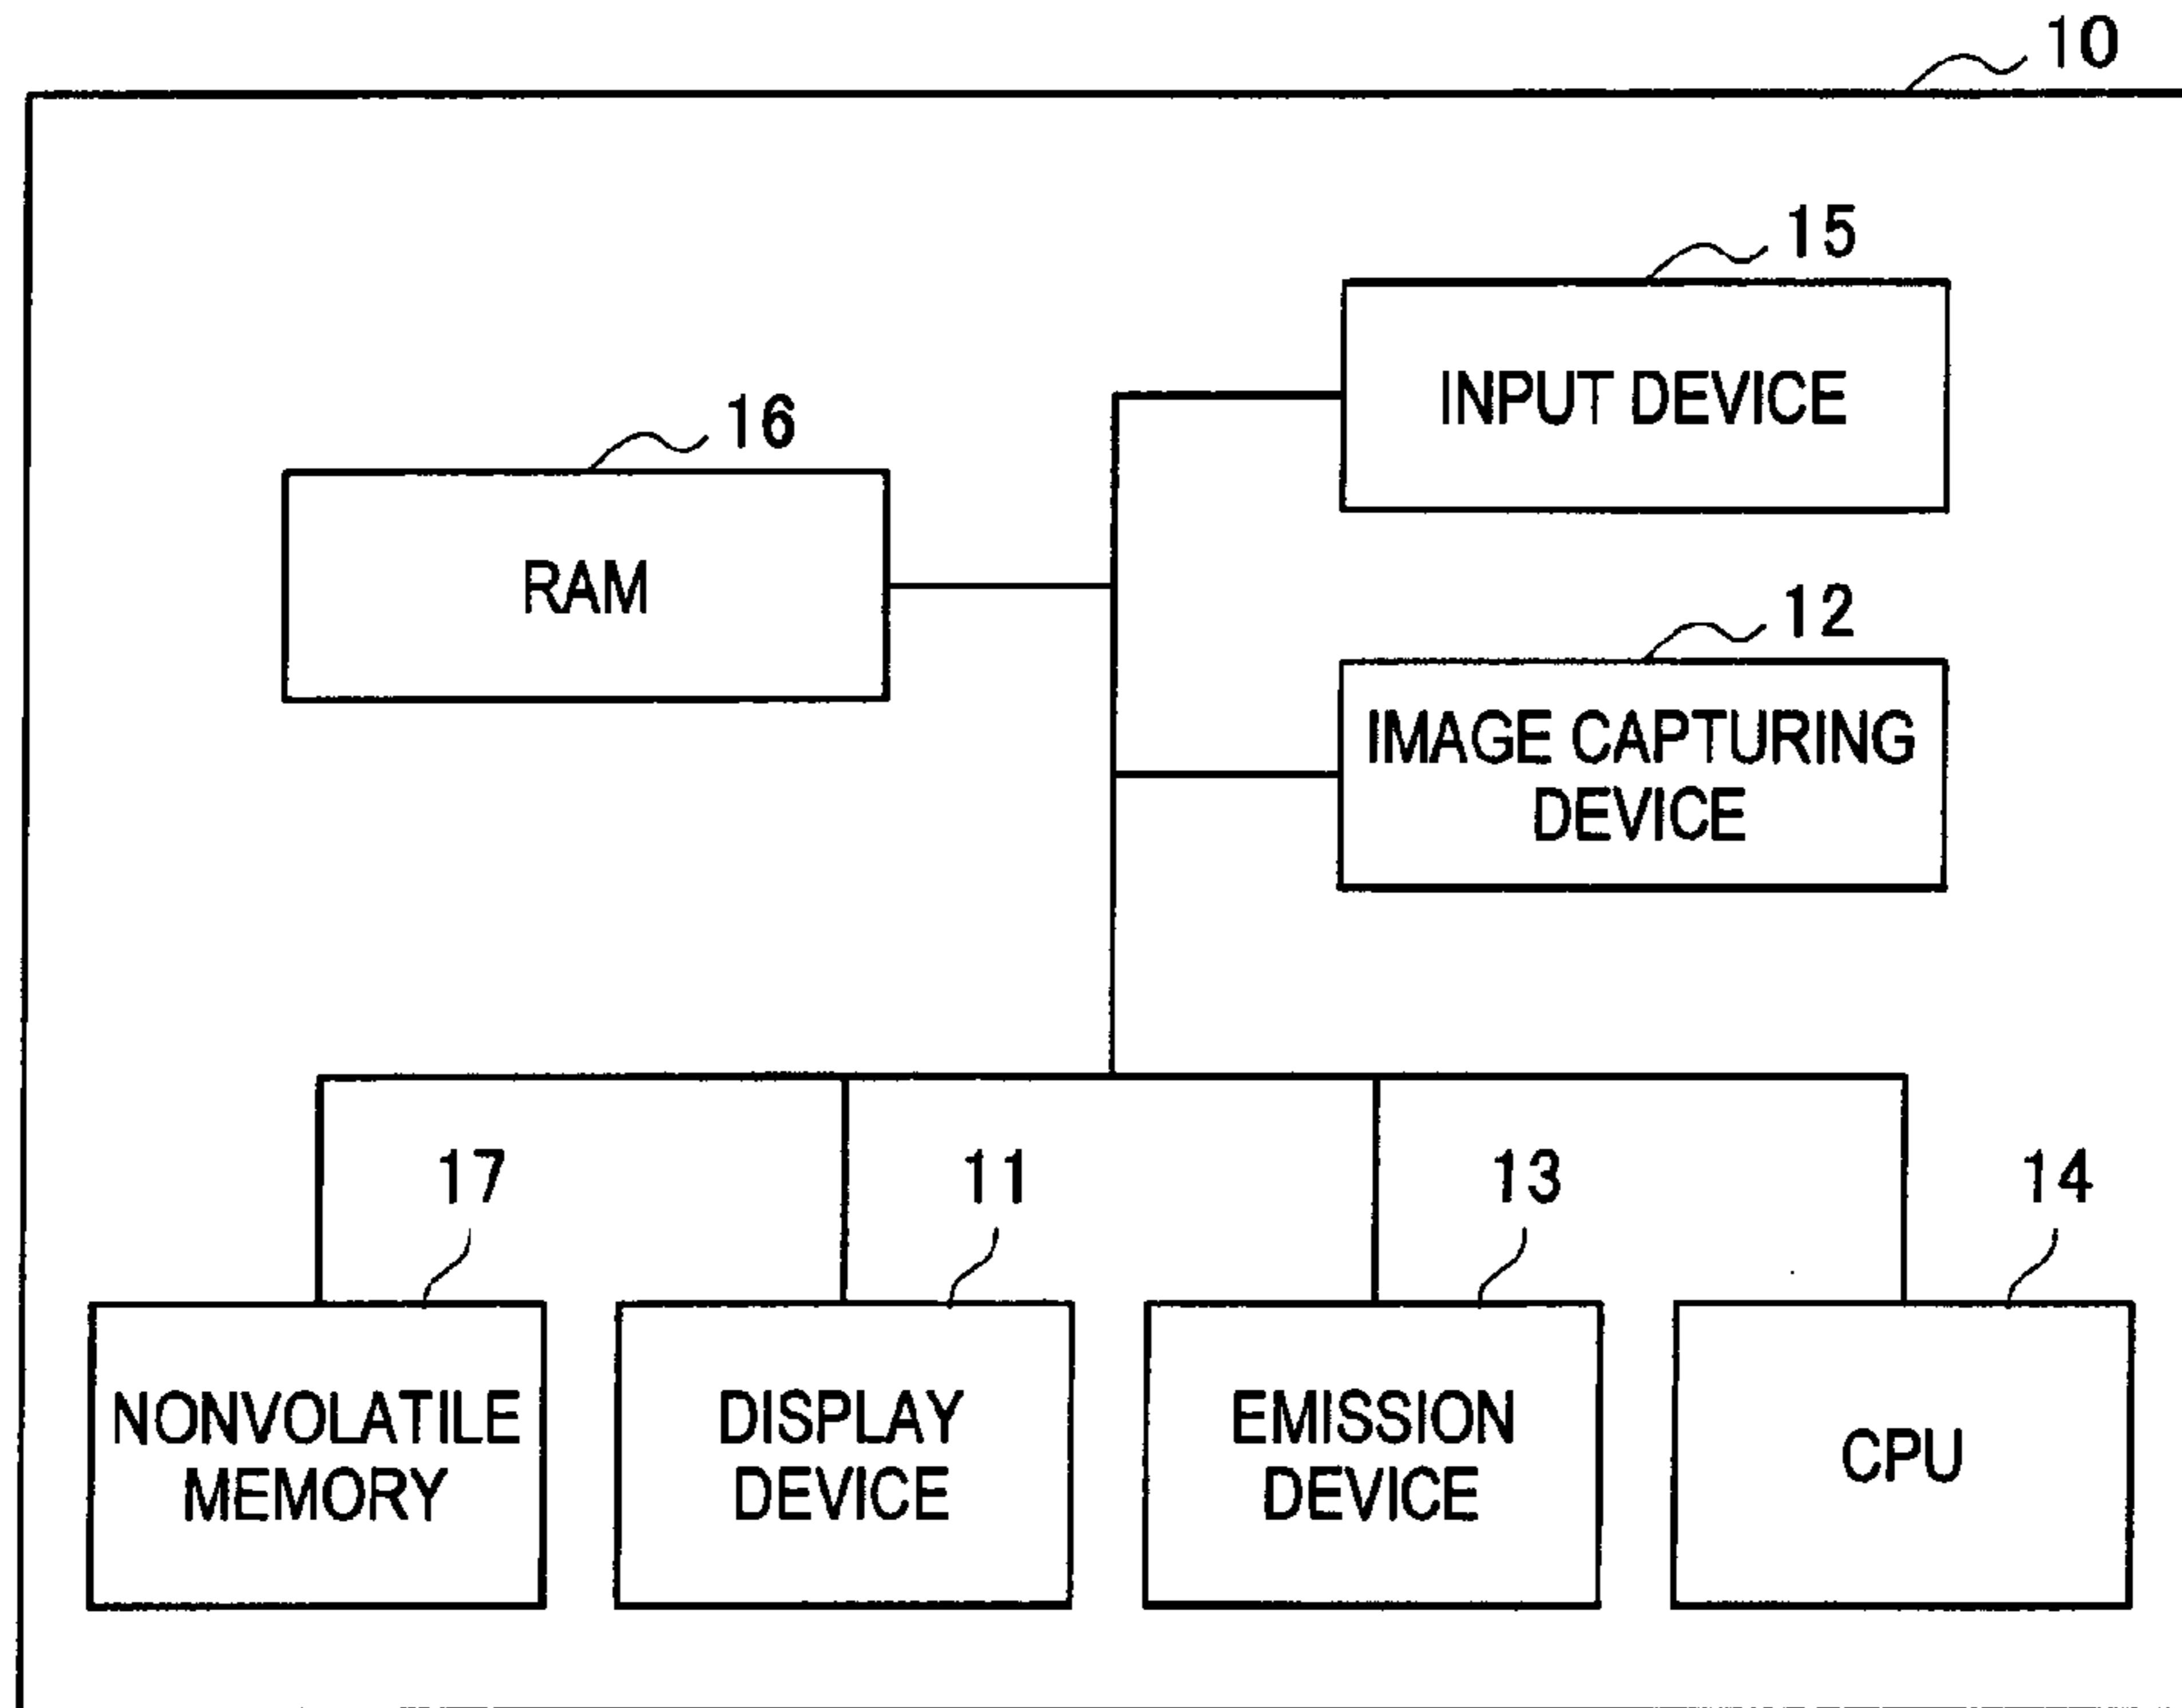 10
15
INPUT DEVICE
16
RAM
12
IMAGE CAPTURING
DEVICE
17
11
13
14
NONVOLATILE
MEMORY
DISPLAY
DEVICE
EMISSION
DEVICE
CPU